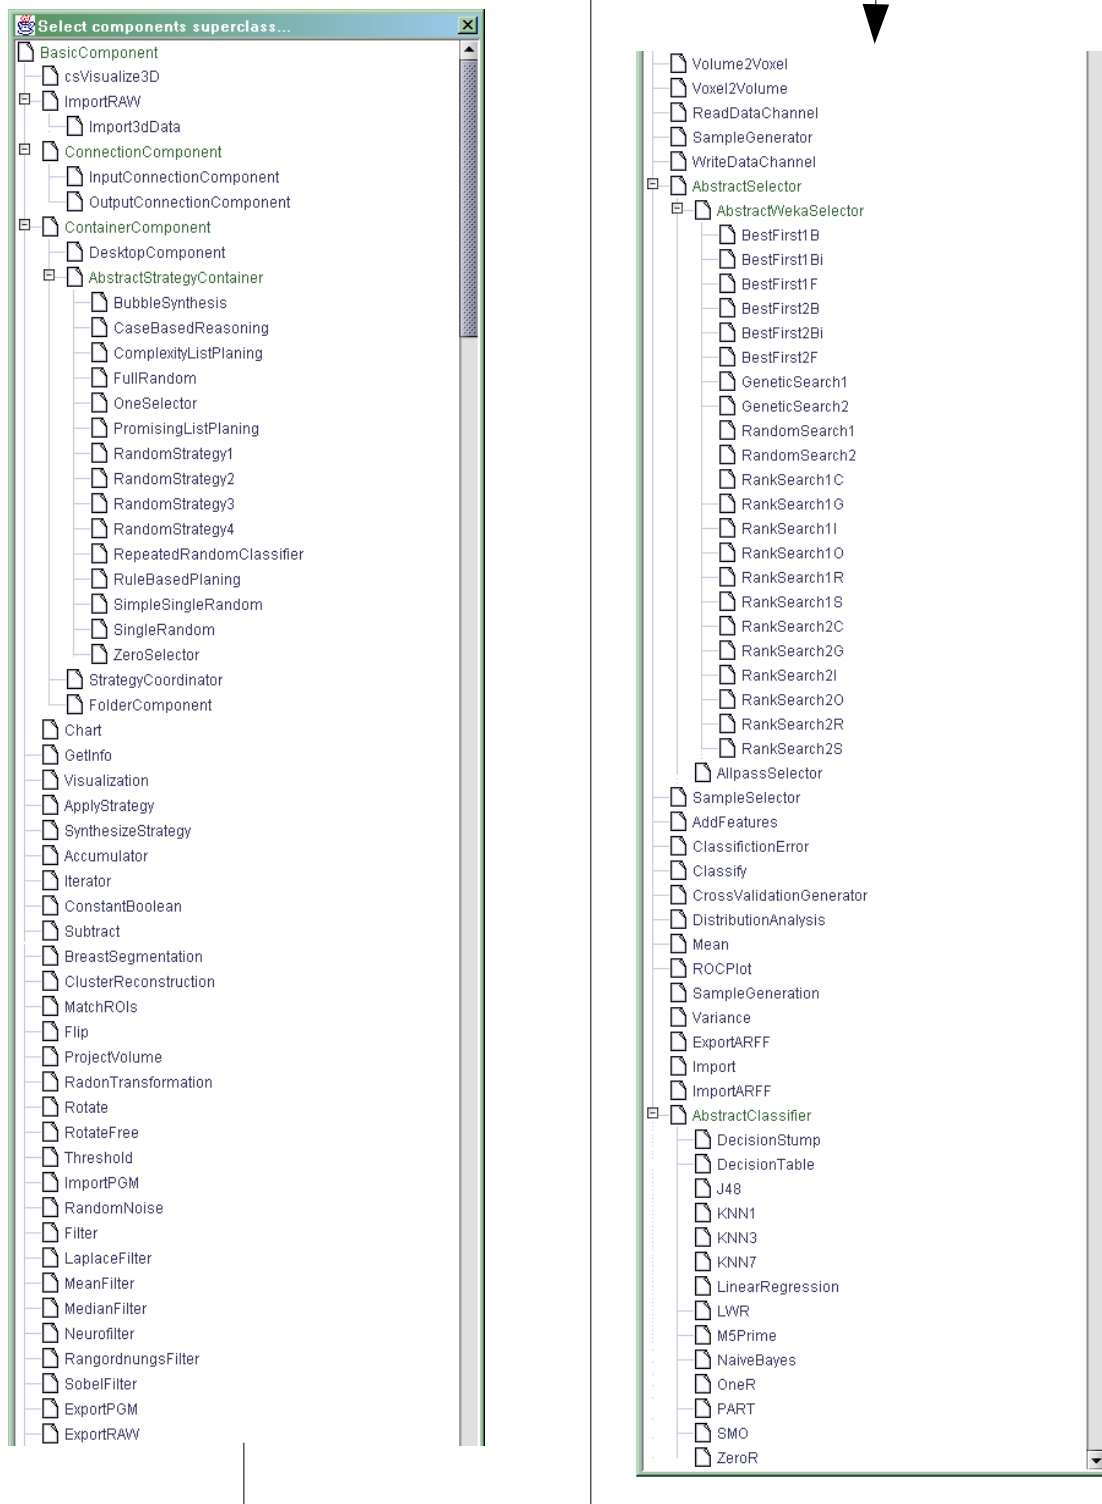 Select components superclass...
BasicComponent
csVisualize3D
ImportRAW
Import3dData
ConnectionComponent
InputConnectionComponent
OutputConnectionComponent
ContainerComponent
DesktopComponent
AbstractStrategyContainer
BubbleSynthesis
CaseBasedReasoning
ComplexityListPlaning
FullRandom
OneSelector
PromisingListPlaning
RandomStrategy1
RandomStrategy2
RandomStrategy3
RandomStrategy4
RepeatedRandomClassifier
RuleBasedPlaning
SimpleSingleRandom
SingleRandom
ZeroSelector
StrategyCoordinator
FolderComponent
Chart
GetInfo
Visualization
ApplyStrategy
SynthesizeStrategy
Accumulator
Iterator
ConstantBoolean
Subtract
BreastSegmentation
ClusterReconstruction
MatchROIs
Flip
ProjectVolume
RadonTransformation
Rotate
RotateFree
Threshold
ImportPGM
RandomNoise
Filter
LaplaceFilter
MeanFilter
MedianFilter
Neurofilter
RangordnungsFilter
SobelFilter
ExportPGM
ExportRAW
Volume2Voxel
Voxel2Volume
ReadDataChannel
SampleGenerator
WriteDataChannel
AbstractSelector
AbstractWekaSelector
BestFirst1B
BestFirst1Bi
BestFirst1F
BestFirst2B
BestFirst2Bi
BestFirst2F
GeneticSearch1
GeneticSearch2
RandomSearch1
RandomSearch2
RankSearch1C
RankSearch1G
RankSearch1I
RankSearch1O
RankSearch1R
RankSearch1S
RankSearch2C
RankSearch2G
RankSearch2I
RankSearch2O
RankSearch2R
RankSearch2S
AllpassSelector
SampleSelector
AddFeatures
ClassifictionError
Classify
CrossValidationGenerator
DistributionAnalysis
Mean
ROCPlot
SampleGeneration
Variance
ExportARFF
Import
ImportARFF
AbstractClassifier
DecisionStump
DecisionTable
J48
KNN1
KNN3
KNN7
LinearRegression
LWR
M5Prime
NaiveBayes
OneR
PART
SMO
ZeroR